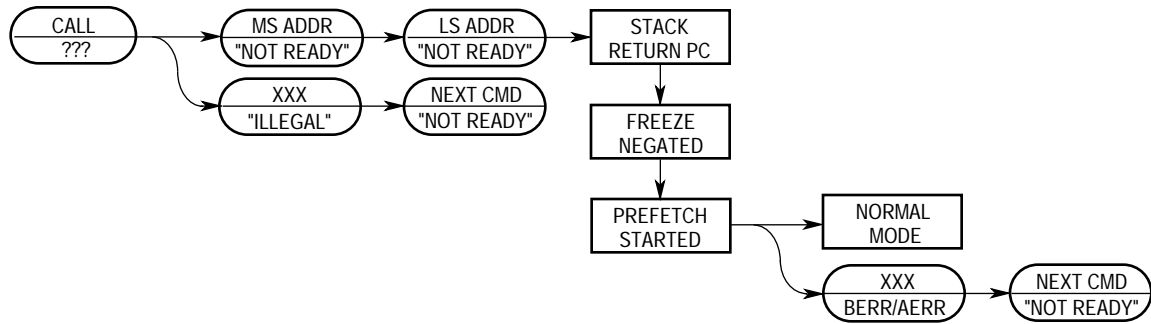 CALL
???
MS ADDR
"NOT READY"
LS ADDR
"NOT READY"
STACK
RETURN PC
XXX
"ILLEGAL"
NEXT CMD
"NOT READY"
FREEZE
NEGATED
PREFETCH
STARTED
NORMAL
MODE
XXX
BERR/AERR
NEXT CMD
"NOT READY"